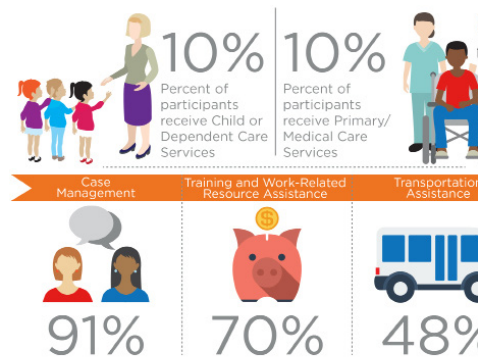 10%
Percent of
participants
receive Child or
Dependent Care
Services
10%
Percent of
participants
receive Primary/
Medical Care
Services
Case
Management
Training and Work-Related
Resource Assistance
Transportation
Assistance
$
91%
70%
48%